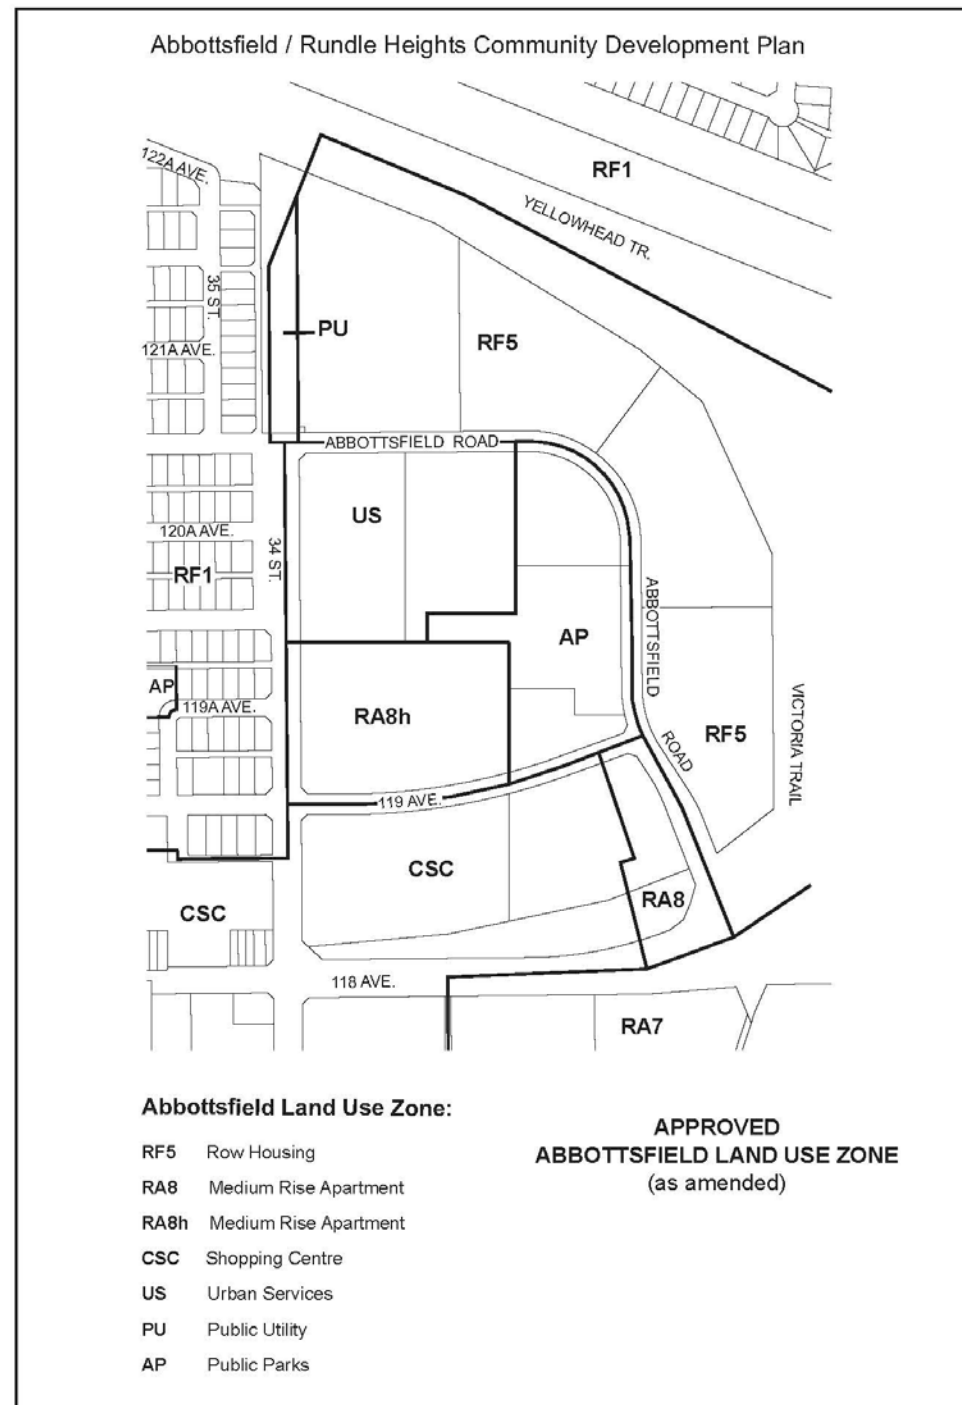 Abbottsfield / Rundle Heights Community Development Plan
122A AVE.
RF1
YELLOWHEAD TR.
35 ST.
PU
RF5
121A AVE.
ABBOTTSFIELD ROAD
US
120A AVE.
34 ST.
RF1
ABBOTTSFIELD ROAD
AP
AP
119A AVE.
RA8h
RF5
VICTORIA TRAIL
119 AVE.
CSC
RA8
CSC
118 AVE.
RA7
Abbottsfield Land Use Zone:
RF5 Row Housing
RA8 Medium Rise Apartment
RA8h Medium Rise Apartment
CSC Shopping Centre
US Urban Services
PU Public Utility
AP Public Parks
APPROVED
ABBOTTSFIELD LAND USE ZONE
(as amended)